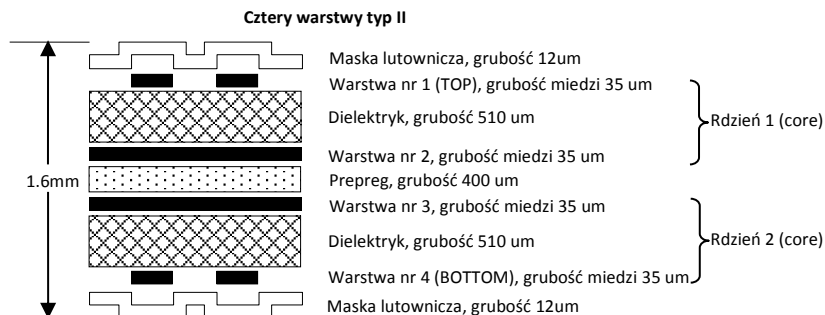 Cztery warstwy typ II
Maska lutownicza, grubość 12um
Warstwa nr 1 (TOP), grubość miedzi 35 um
Dielektryk, grubość 510 um
Rdzień 1 (core)
Warstwa nr 2, grubość miedzi 35 um
1.6mm
Prepreg, grubość 400 um
Warstwa nr 3, grubość miedzi 35 um
Dielektryk, grubość 510 um
Rdzień 2 (core)
Warstwa nr 4 (BOTTOM), grubość miedzi 35 um
Maska lutownicza, grubość 12um